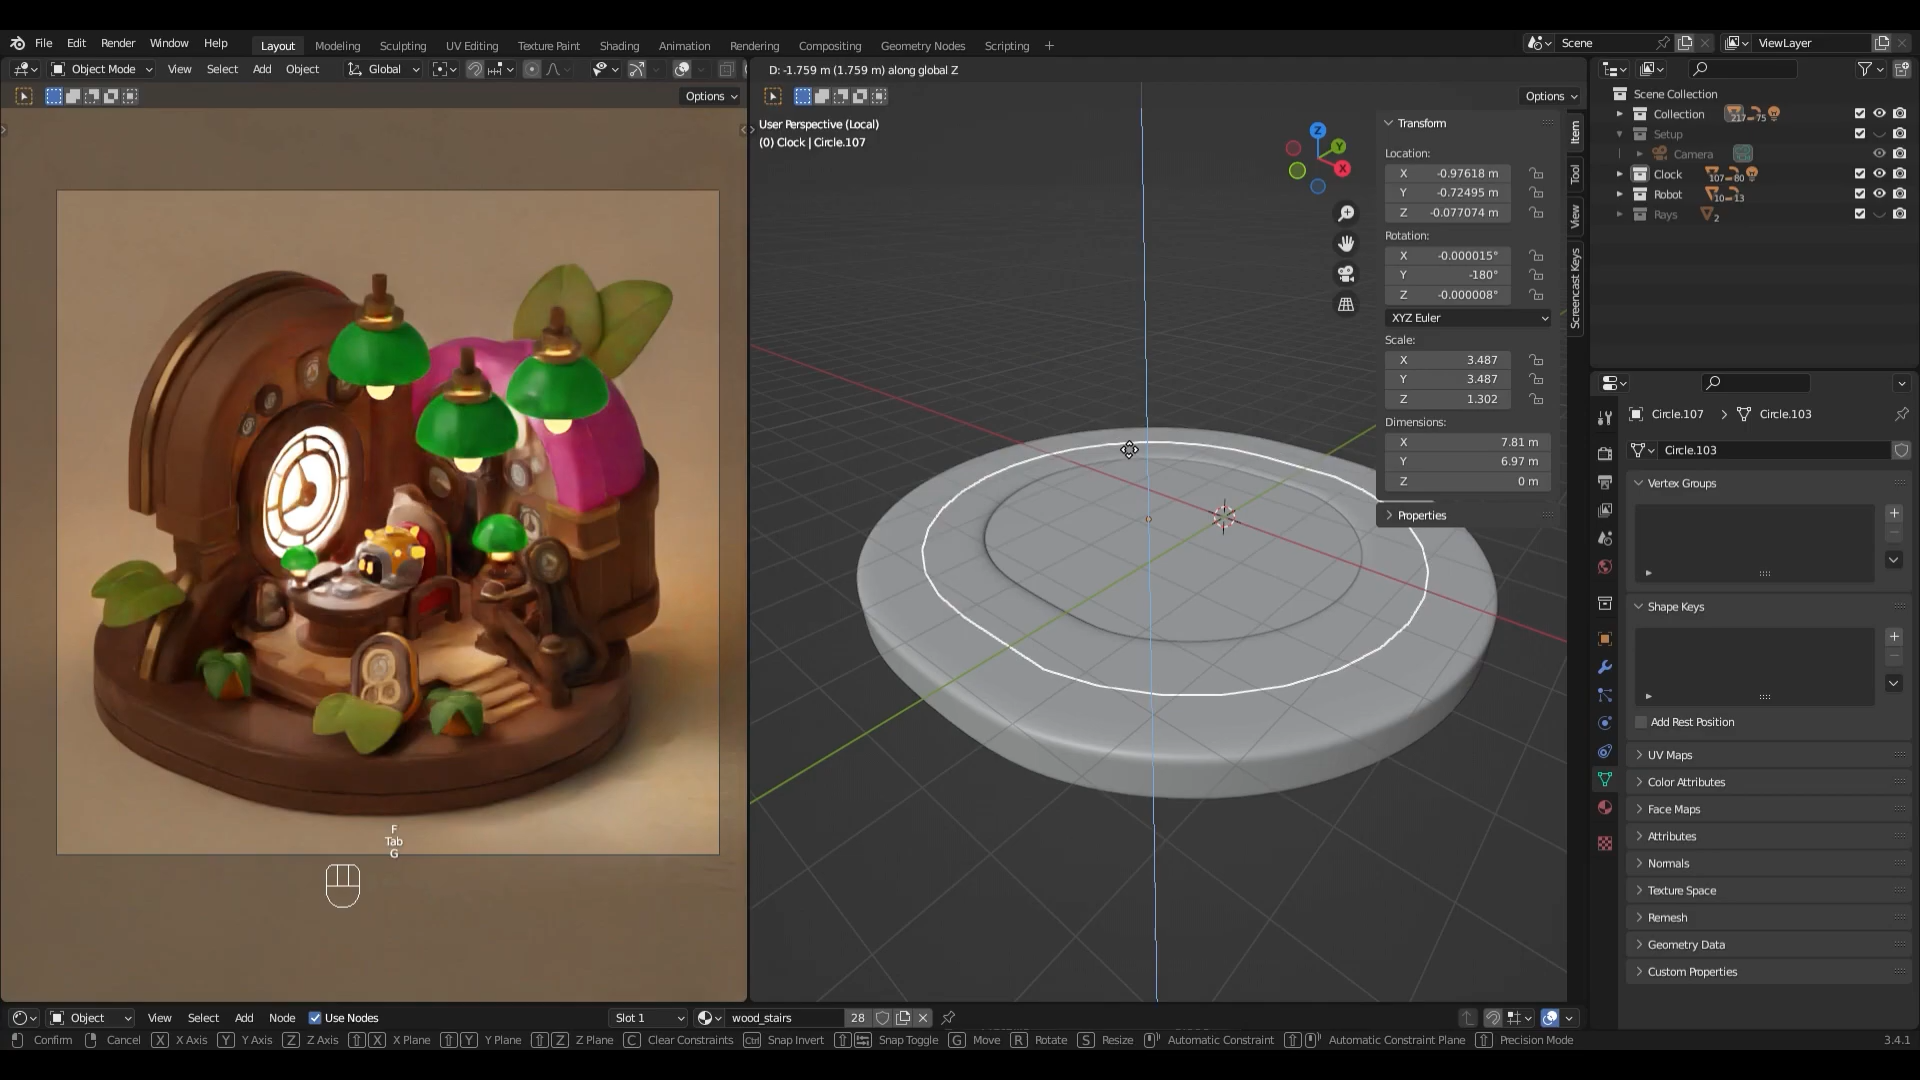 File Edit Render Window Help Layout Modeling Sculpting UV Editing Texture Paint Shading Animation Rendering Compositing Geometry Nodes Scripting + Scene ViewLayer
Object Mode View Select Add Object Global D: -1.759 m (1.759 m) along global Z
Options Options
Scene Collection
Collection 217 75
Setup
Camera
Clock 107 80
Robot 10 13
Rays 2
User Perspective (Local)
(0) Clock | Circle.107
Z
Y
X
Transform
Location:
X -0.97618 m
Y -0.72495 m
Z -0.077074 m
Rotation:
X -0.000015°
Y -180°
Z -0.000008°
XYZ Euler
Scale:
X 3.487
Y 3.487
Z 1.302
Dimensions:
X 7.81 m
Y 6.97 m
Z 0 m
Properties
Item
Tool
View
Screencast Keys
Circle.107 Circle.103
Circle.103
Vertex Groups
Shape Keys
Add Rest Position
UV Maps
Color Attributes
Face Maps
Attributes
Normals
Texture Space
Remesh
Geometry Data
Custom Properties
F
Tab
G
Object View Select Add Node Use Nodes Slot 1 wood_stairs 28
Confirm Cancel X X Axis Y Y Axis Z Z Axis X X Plane Y Y Plane Z Z Plane C Clear Constraints Ctrl Snap Invert Snap Toggle G Move R Rotate S Resize Automatic Constraint Automatic Constraint Plane Precision Mode 3.4.1